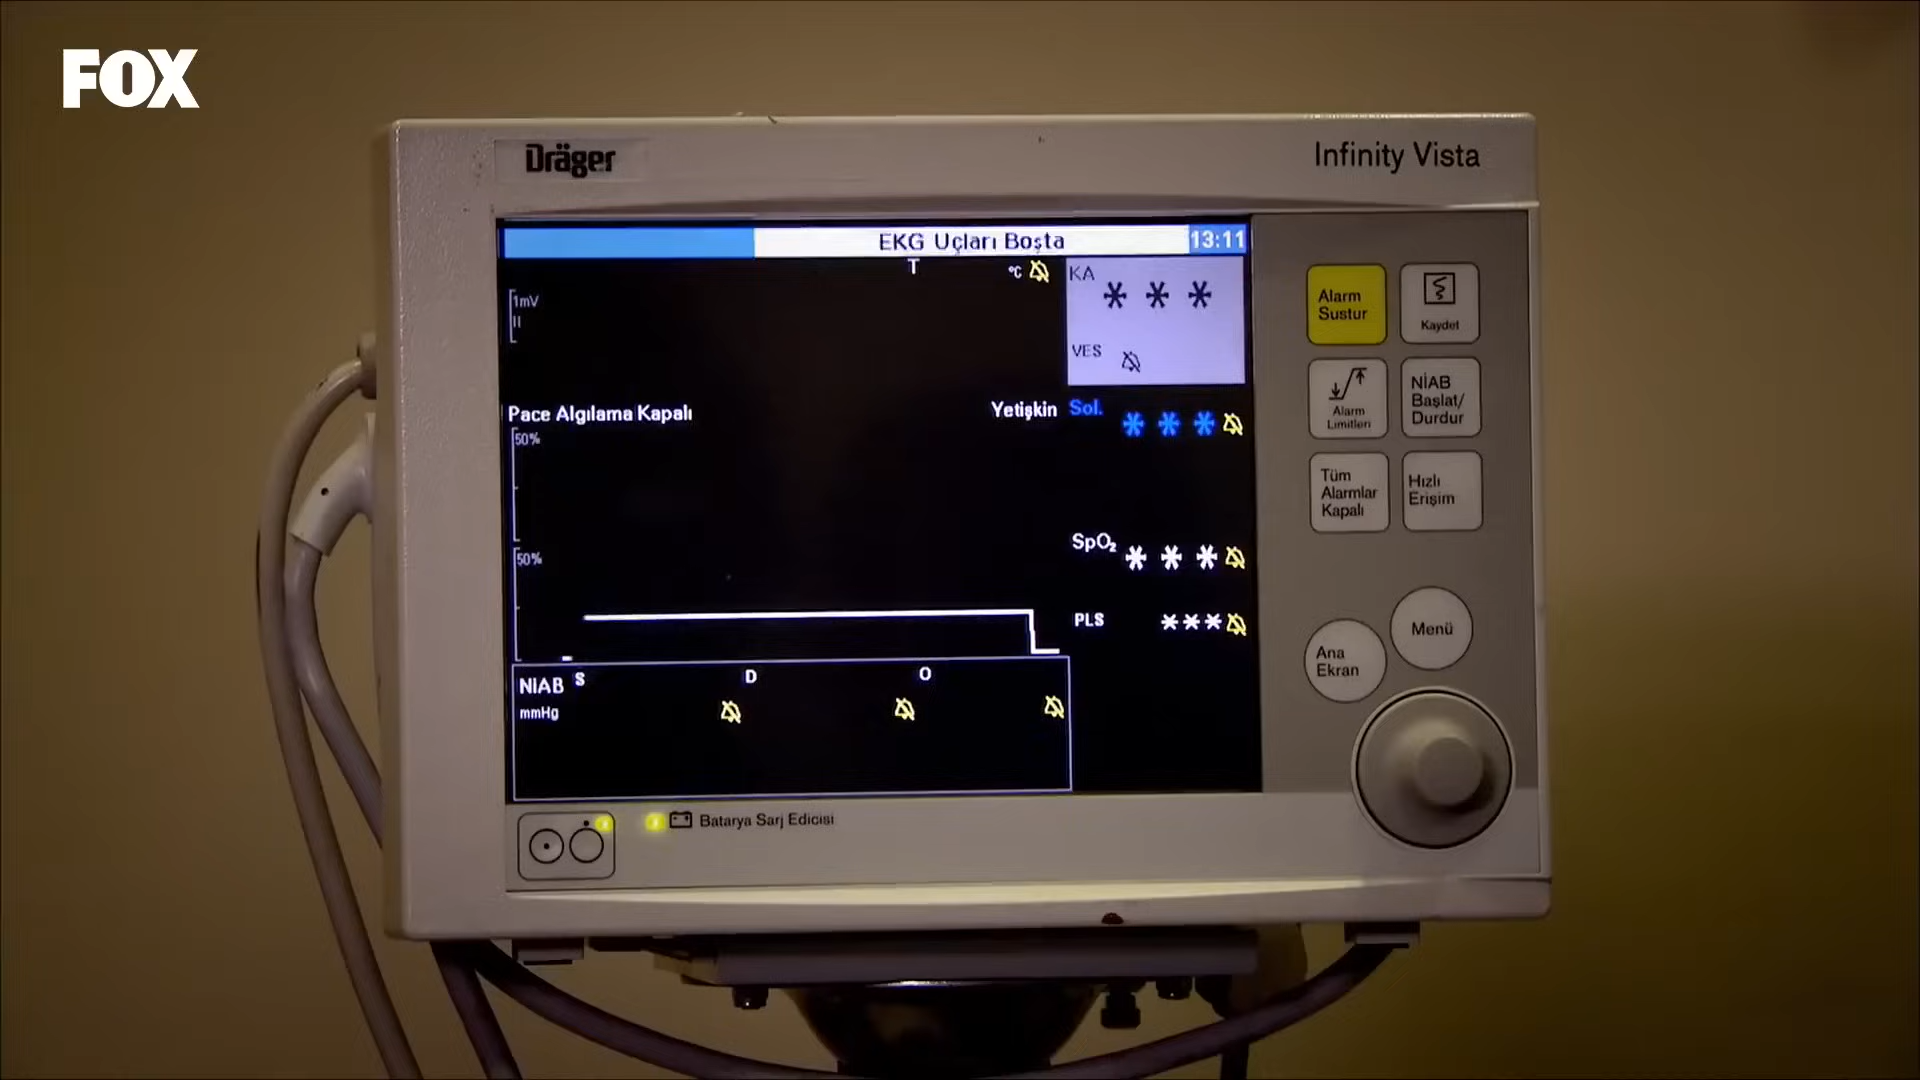 FOX
Dräger
Infinity Vista
EKG Uçları Boşta
13:11
T
°C
KA
* * *
1mV
II
VES
Pace Algılama Kapalı
Yetişkin
Sol.
* * *
50%
SpO₂
* * *
50%
PLS
***
NİAB
S
D
O
mmHg
Batarya Sarj Edicisi
Alarm
Sustur
Kaydet
Alarm
Limitleri
NİAB
Başlat/
Durdur
Tüm
Alarmlar
Kapalı
Hızlı
Erişim
Menü
Ana
Ekran